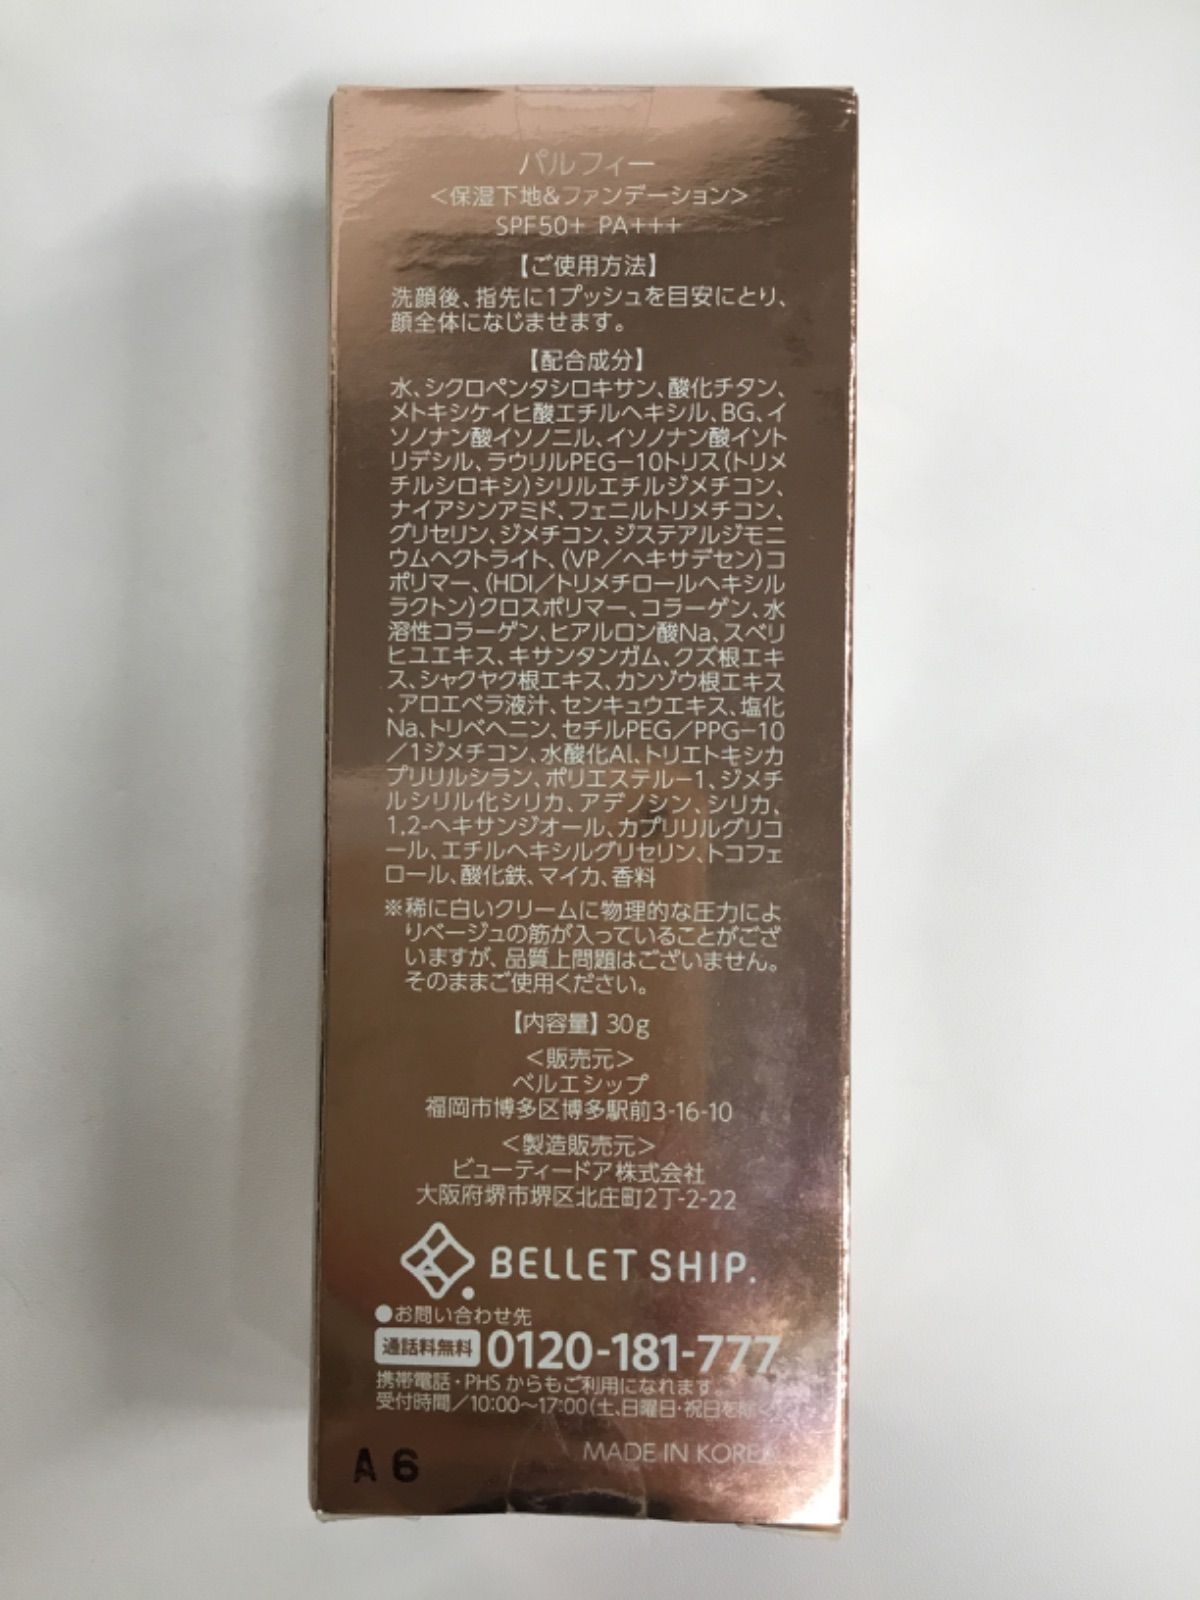 パルフィー
＜保湿下地&ファンデーション＞
SPF50+ PA+++
【ご使用方法】
洗顔後、指先に1プッシュを目安にとり、
顔全体になじませます。
【配合成分】
水、シクロペンタシロキサン、酸化チタン、
メトキシケイヒ酸エチルヘキシル、BG、イ
ソノナン酸イソノニル、イソノナン酸イソト
リデシル、ラウリルPEG−10トリス（トリメ
チルシロキシ）シリルエチルジメチコン、
ナイアシンアミド、フェニルトリメチコン、
グリセリン、ジメチコン、ジステアルジモニ
ウムヘクトライト、（VP／ヘキサデセン）コ
ポリマー、（HDI／トリメチロールヘキシル
ラクトン）クロスポリマー、コラーゲン、水
溶性コラーゲン、ヒアルロン酸Na、スベリ
ヒユエキス、キサンタンガム、クズ根エキ
ス、シャクヤク根エキス、カンゾウ根エキス
、アロエベラ液汁、センキュウエキス、塩化
Na、トリベヘニン、セチルPEG／PPG−10
／1ジメチコン、水酸化Al、トリエトキシカ
プリリルシラン、ポリエステル−1、ジメチ
ルシリル化シリカ、アデノシン、シリカ、
1,2-ヘキサンジオール、カプリリルグリコ
ール、エチルヘキシルグリセリン、トコフェ
ロール、酸化鉄、マイカ、香料
※稀に白いクリームに物理的な圧力によ
りベージュの筋が入っていることがござ
いますが、品質上問題はございません。
そのままご使用ください。
【内容量】30g
＜販売元＞
ベルエシップ
福岡市博多区博多駅前3-16-10
＜製造販売元＞
ビューティードア株式会社
大阪府堺市堺区北庄町2丁-2-22
BELLET SHIP.
●お問い合わせ先
通話料無料 0120-181-777
携帯電話・PHSからもご利用になれます。
受付時間／10:00〜17:00（土、日曜日・祝日を除く
MADE IN KOREA
A6